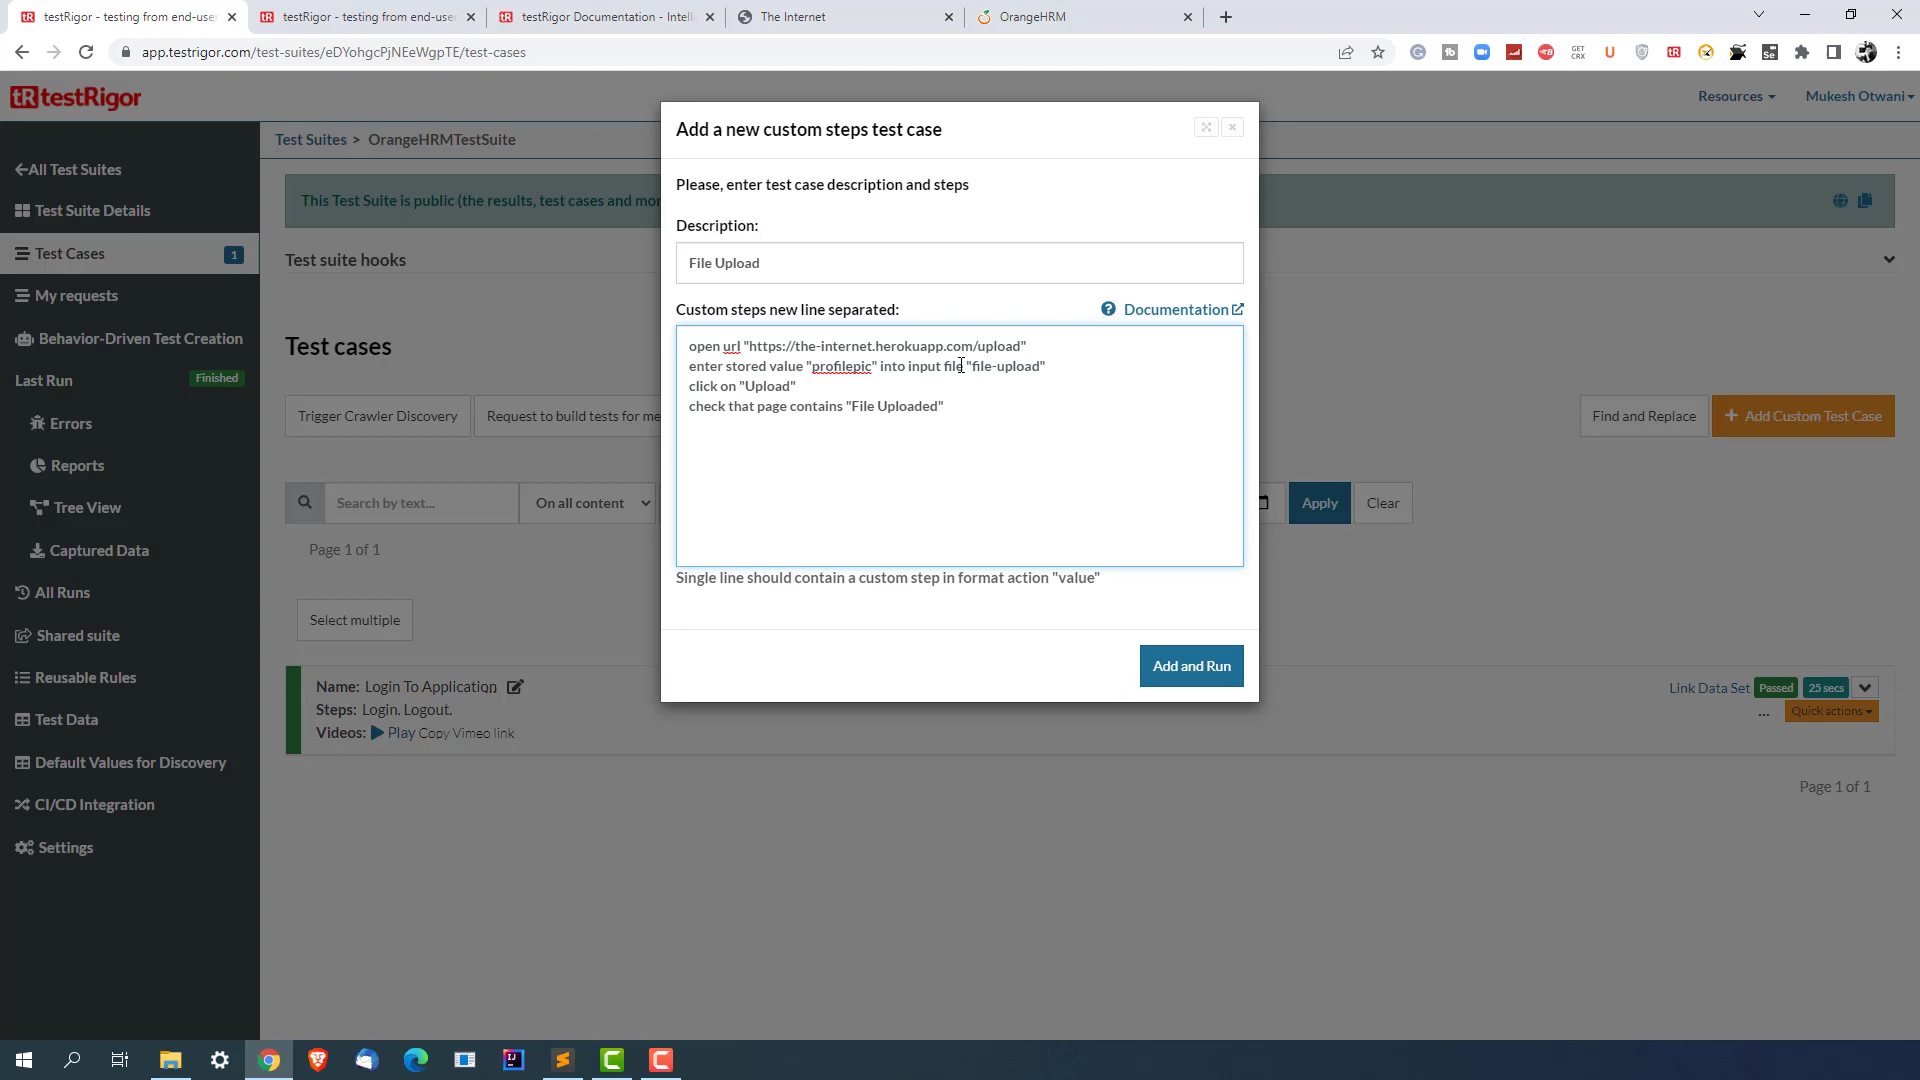 testRigor - testing from end-user
testRigor - testing from end-user
testRigor Documentation - Intelli
The Internet
OrangeHRM
app.testrigor.com/test-suites/eDYohgcPjNEeWgpTE/test-cases
GET
CRX
tR testRigor
Resources
Mukesh Otwani
All Test Suites
Test Suite Details
Test Cases
1
My requests
Behavior-Driven Test Creation
Last Run
Finished
Errors
Reports
Tree View
Captured Data
All Runs
Shared suite
Reusable Rules
Test Data
Default Values for Discovery
CI/CD Integration
Settings
Test Suites > OrangeHRMTestSuite
This Test Suite is public (the results, test cases and mor
Test suite hooks
Test cases
Trigger Crawler Discovery
Request to build tests for me
Find and Replace
+ Add Custom Test Case
Search by text...
On all content
Apply
Clear
Page 1 of 1
Select multiple
Name: Login To Application
Steps: Login. Logout.
Videos: Play Copy Vimeo link
Link Data Set
Passed
25 secs
...
Quick actions
Page 1 of 1
Add a new custom steps test case
Please, enter test case description and steps
Description:
File Upload
Custom steps new line separated:
Documentation
open url "https://the-internet.herokuapp.com/upload"
enter stored value "profilepic" into input file "file-upload"
click on "Upload"
check that page contains "File Uploaded"
Single line should contain a custom step in format action "value"
Add and Run